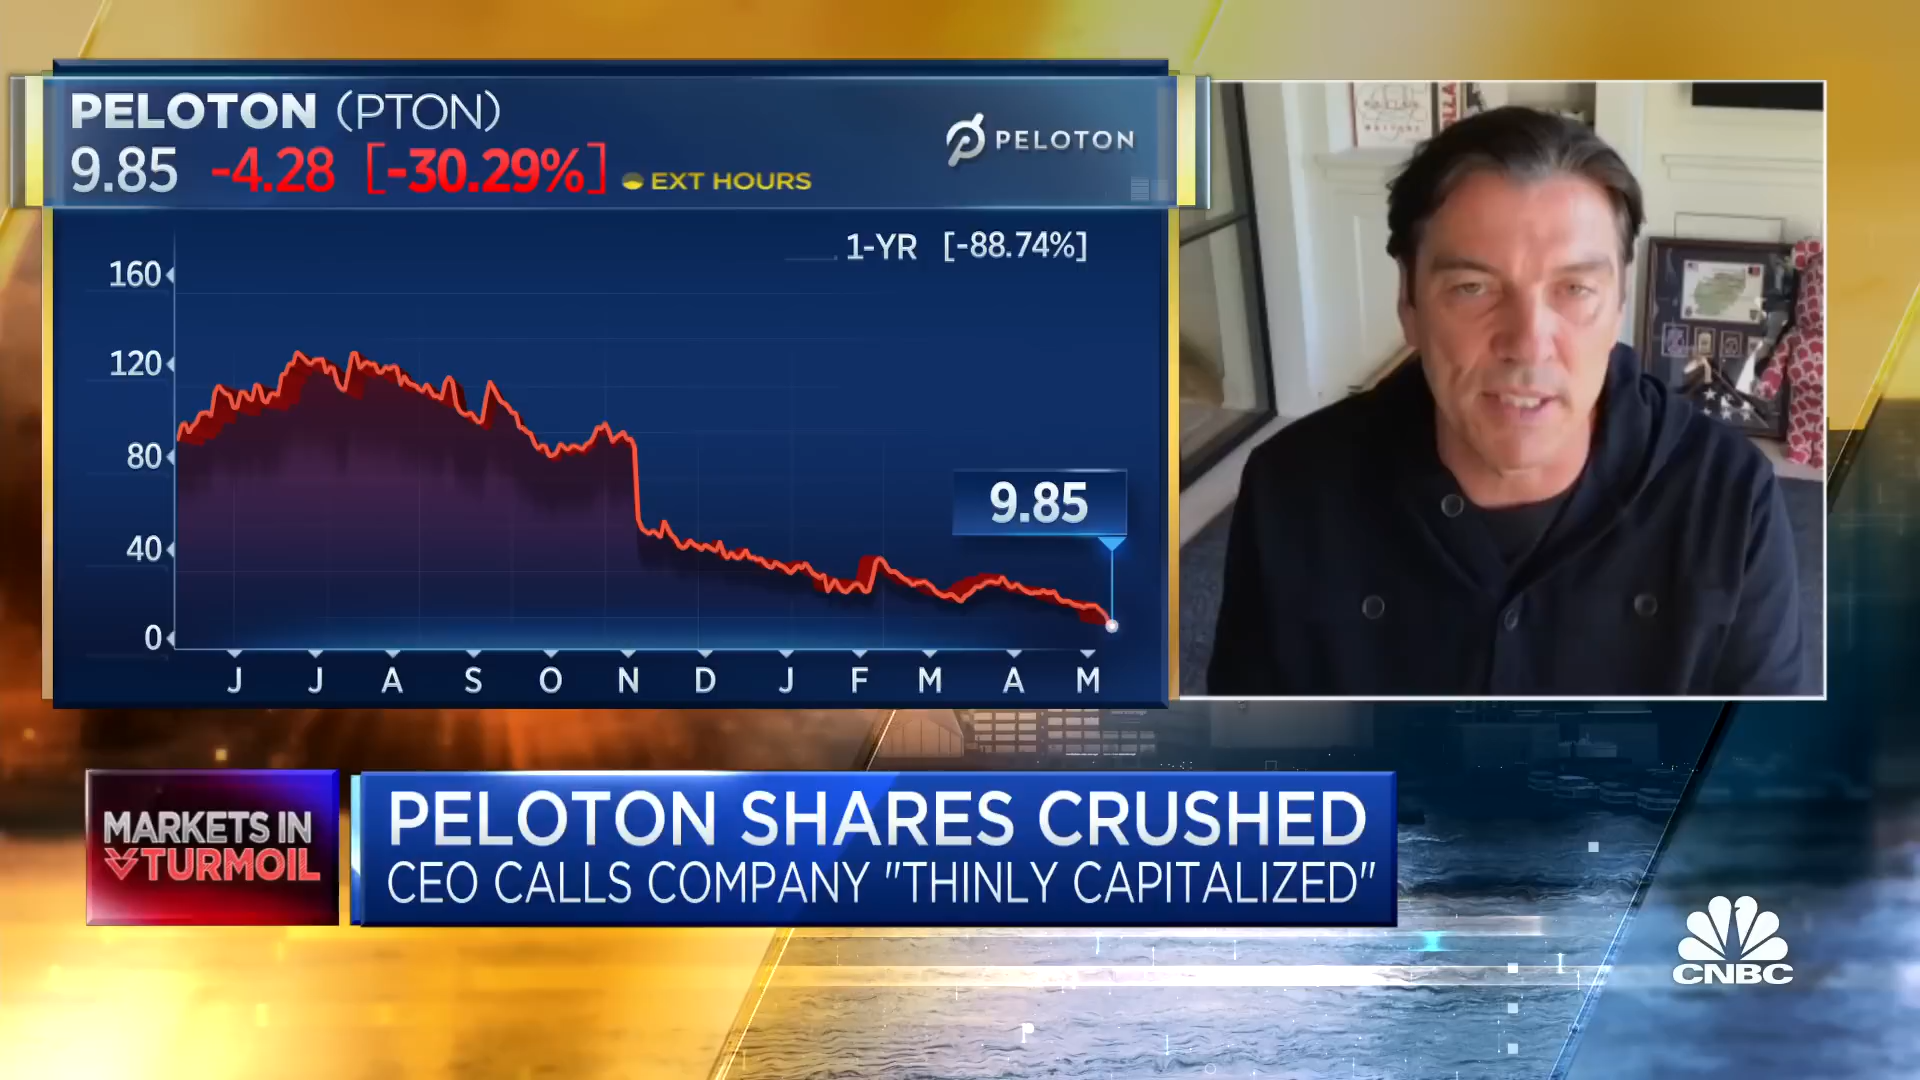 PELOTON (PTON)
9.85 -4.28 [-30.29%] EXT HOURS
PELOTON
1-YR [-88.74%]
160
120
80
40
0
9.85
J J A S O N D J F M A M
MARKETS IN
TURMOIL
PELOTON SHARES CRUSHED
CEO CALLS COMPANY "THINLY CAPITALIZED"
CNBC